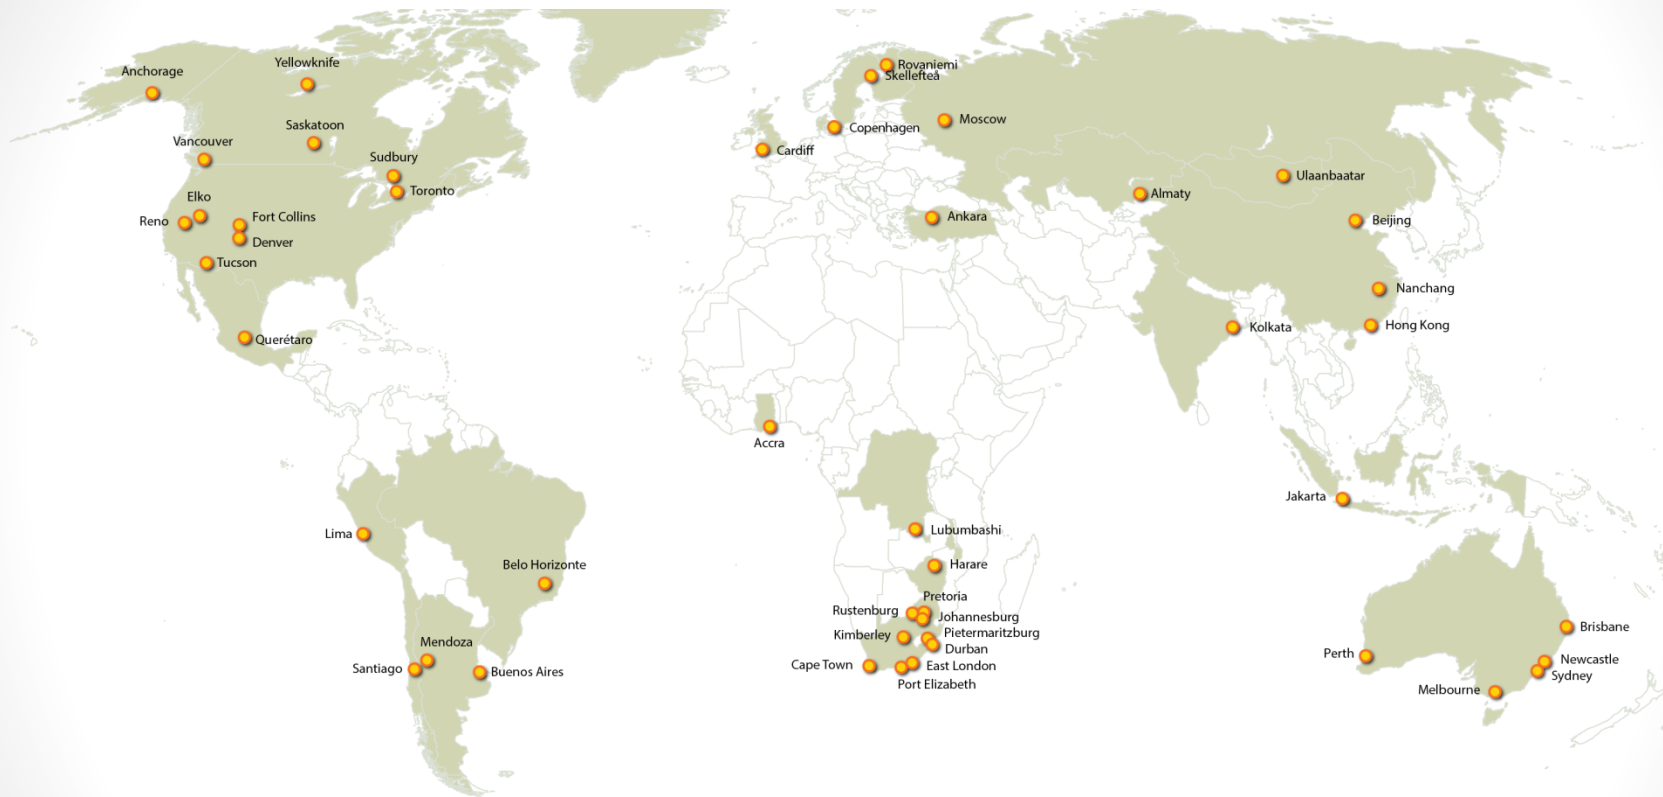 Anchorage
Yellowknife
Saskatoon
Vancouver
Sudbury
Toronto
Elko
Reno
Fort Collins
Denver
Tucson
Querétaro
Lima
Belo Horizonte
Mendoza
Santiago
Buenos Aires
Rovaniemi
Skellefteå
Copenhagen
Moscow
Cardiff
Ankara
Almaty
Ulaanbaatar
Beijing
Nanchang
Hong Kong
Kolkata
Accra
Lubumbashi
Harare
Pretoria
Rustenburg
Johannesburg
Kimberley
Pietermaritzburg
Durban
Cape Town
East London
Port Elizabeth
Jakarta
Brisbane
Perth
Newcastle
Sydney
Melbourne